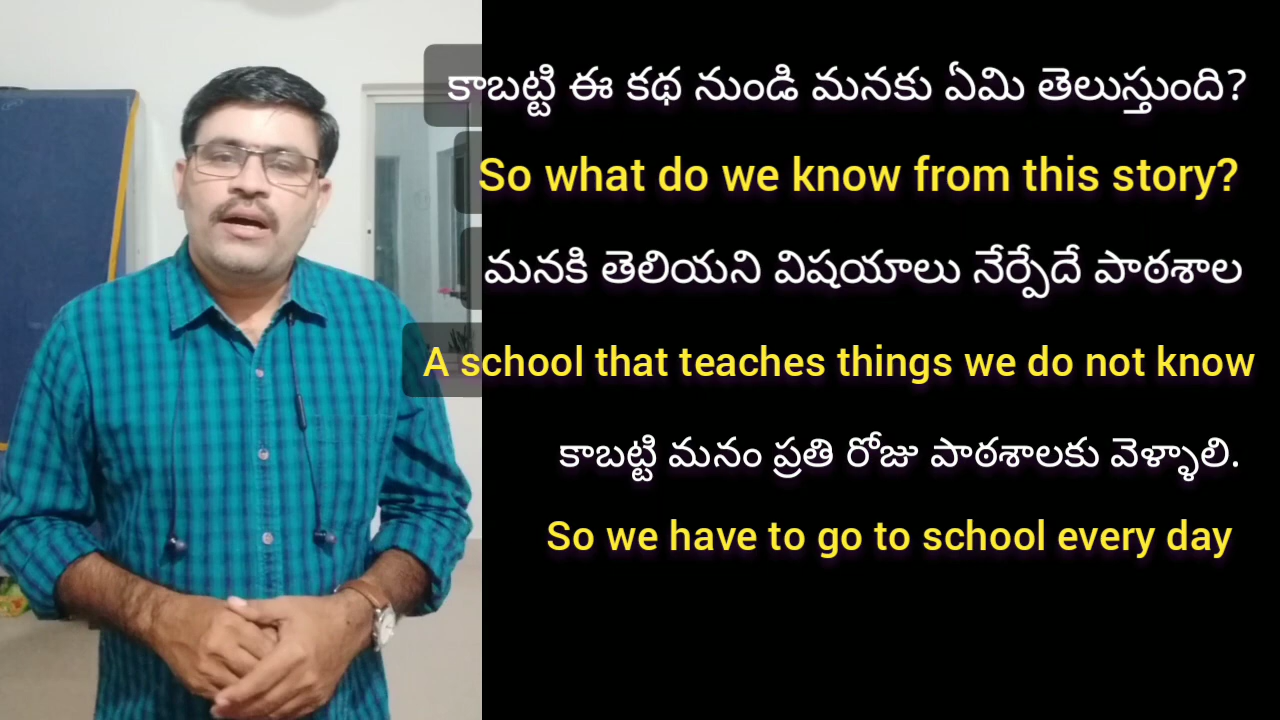 కాబట్టి ఈ కథ నుండి మనకు ఏమి తెలుస్తుంది?
So what do we know from this story?
మనకి తెలియని విషయాలు నేర్పేదే పాఠశాల
A school that teaches things we do not know
కాబట్టి మనం ప్రతి రోజు పాఠశాలకు వెళ్ళాలి.
So we have to go to school every day